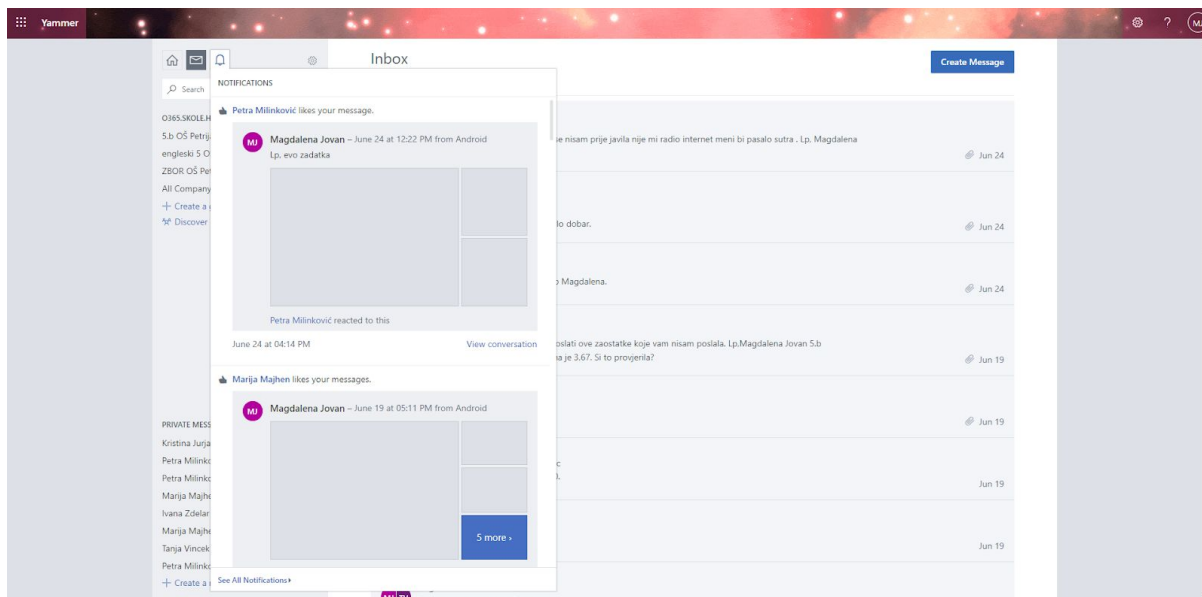 Yammer
?
MJ
Inbox
Create Message
Search
NOTIFICATIONS
Petra Milinković likes your message.
MJ
Magdalena Jovan – June 24 at 12:22 PM from Android
Lp. evo zadatka
Petra Milinković reacted to this
June 24 at 04:14 PM
View conversation
Marija Majhen likes your messages.
MJ
Magdalena Jovan – June 19 at 05:11 PM from Android
5 more ›
See All Notifications
O365.SKOLE.H
5.b OŠ Petrij
engleski 5 O
ZBOR OŠ Pet
All Company
+ Create a
Discover
PRIVATE MESS
Kristina Jurja
Petra Milinko
Petra Milinko
Marija Majhe
Ivana Zdelar
Marija Majhe
Tanja Vincek
Petra Milinko
+ Create a
se nisam prije javila nije mi radio internet meni bi pasalo sutra . Lp. Magdalena
Jun 24
lo dobar.
Jun 24
Magdalena.
Jun 24
oslati ove zaostatke koje vam nisam poslala. Lp.Magdalena Jovan 5.b
na je 3.67. Si to provjerila?
Jun 19
Jun 19
Jun 19
Jun 19